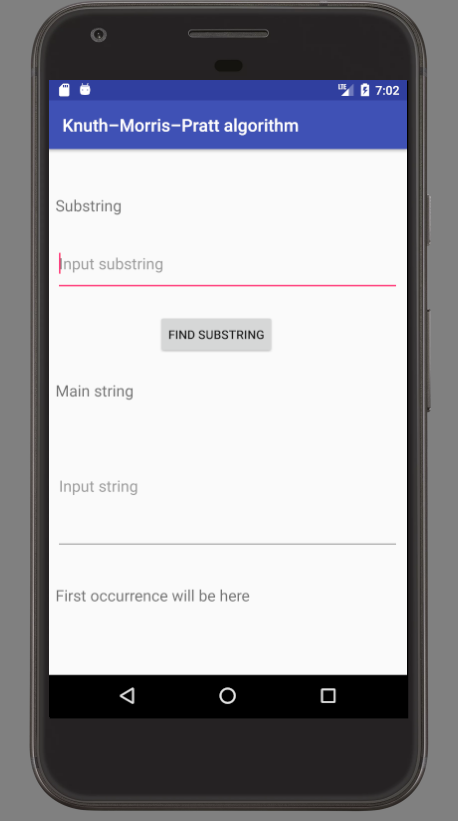 LTE 7:02
Knuth–Morris–Pratt algorithm
Substring
Input substring
FIND SUBSTRING
Main string
Input string
First occurrence will be here